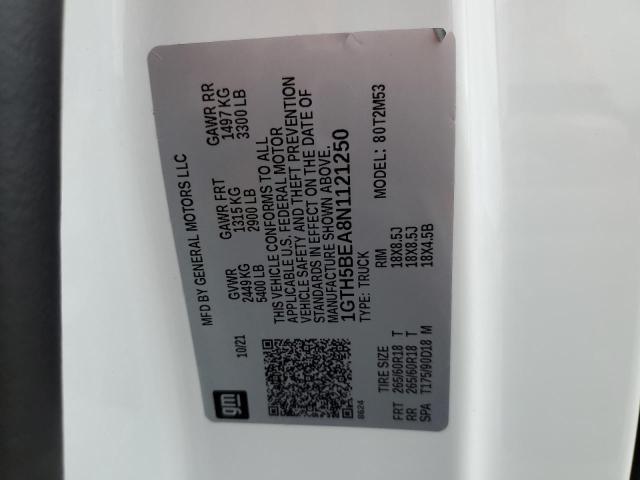 gm
MFD BY GENERAL MOTORS LLC
10/21
GVWR GAWR FRT GAWR RR
2449 KG 1315 KG 1497 KG
5400 LB 2900 LB 3300 LB
THIS VEHICLE CONFORMS TO ALL
APPLICABLE U.S. FEDERAL MOTOR
VEHICLE SAFETY AND THEFT PREVENTION
STANDARDS IN EFFECT ON THE DATE OF
MANUFACTURE SHOWN ABOVE.
1GTH5BEA8N1121250
TYPE: TRUCK MODEL: 80T2M53
8624
TIRE SIZE RIM
FRT 265/60R18 T 18X8.5J
RR 265/60R18 T 18X8.5J
SPA T175/90D18 M 18X4.5B